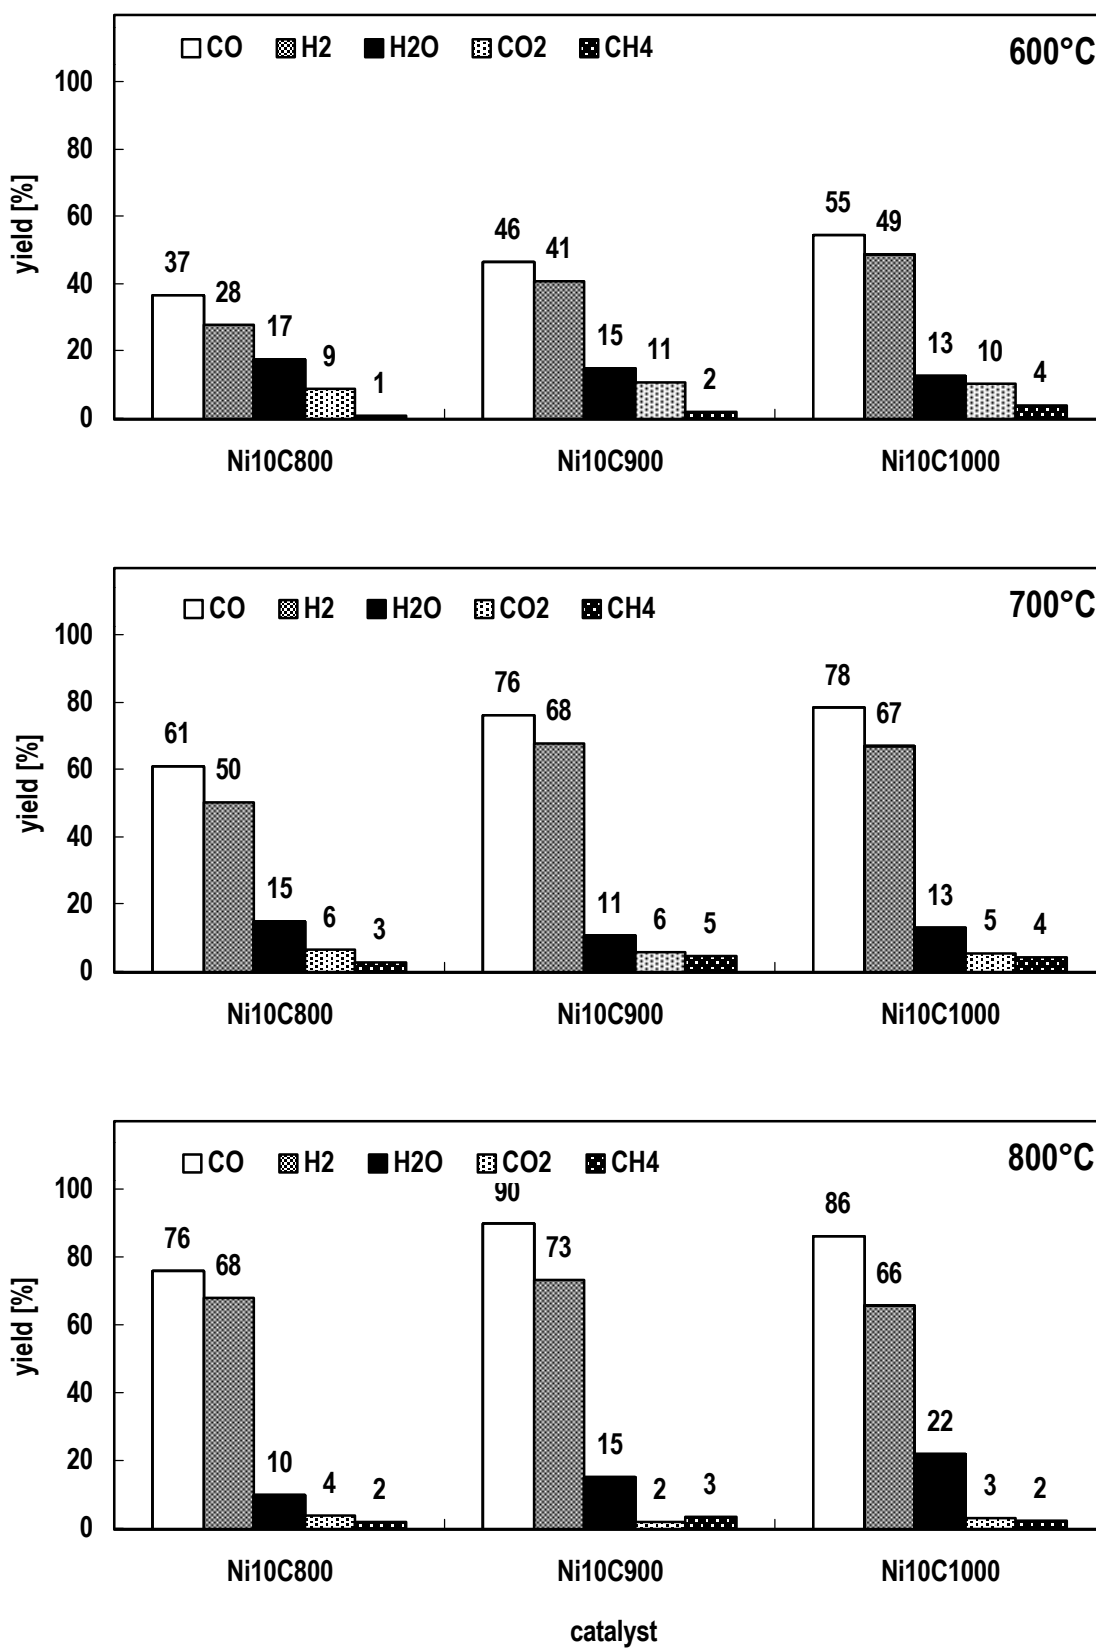 CO H2 H2O CO2 CH4 600°C
100
80
60
40
20
0
yield [%]
37 28 17 9 1
46 41 15 11 2
55 49 13 10 4
Ni10C800 Ni10C900 Ni10C1000
CO H2 H2O CO2 CH4 700°C
100
80
60
40
20
0
yield [%]
61 50 15 6 3
76 68 11 6 5
78 67 13 5 4
Ni10C800 Ni10C900 Ni10C1000
CO H2 H2O CO2 CH4 800°C
100
80
60
40
20
0
yield [%]
76 68 10 4 2
90 73 15 2 3
86 66 22 3 2
Ni10C800 Ni10C900 Ni10C1000
catalyst